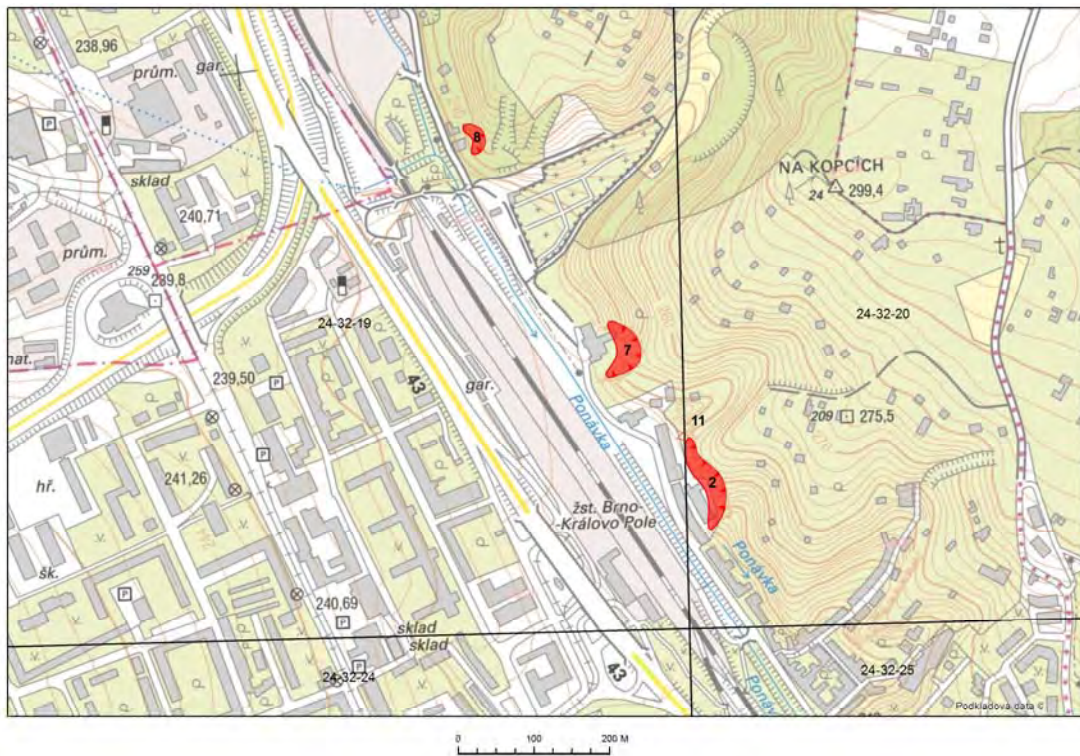 238,96
prům.
gar.
P
sklad
240,71
prům.
259
239,8
nat.
24-32-19
239,50
P
P
43
gar.
241,26
hř.
šk.
P
240,69
P
sklad
sklad
P
24-32-24
43
8
NA KOPCÍCH
24
299,4
24-32-20
7
Ponávka
209
275,5
11
2
žst. Brno-
-Královo Pole
Ponávka
24-32-25
Ponávka
Podkladová data ©
0 100 200 M